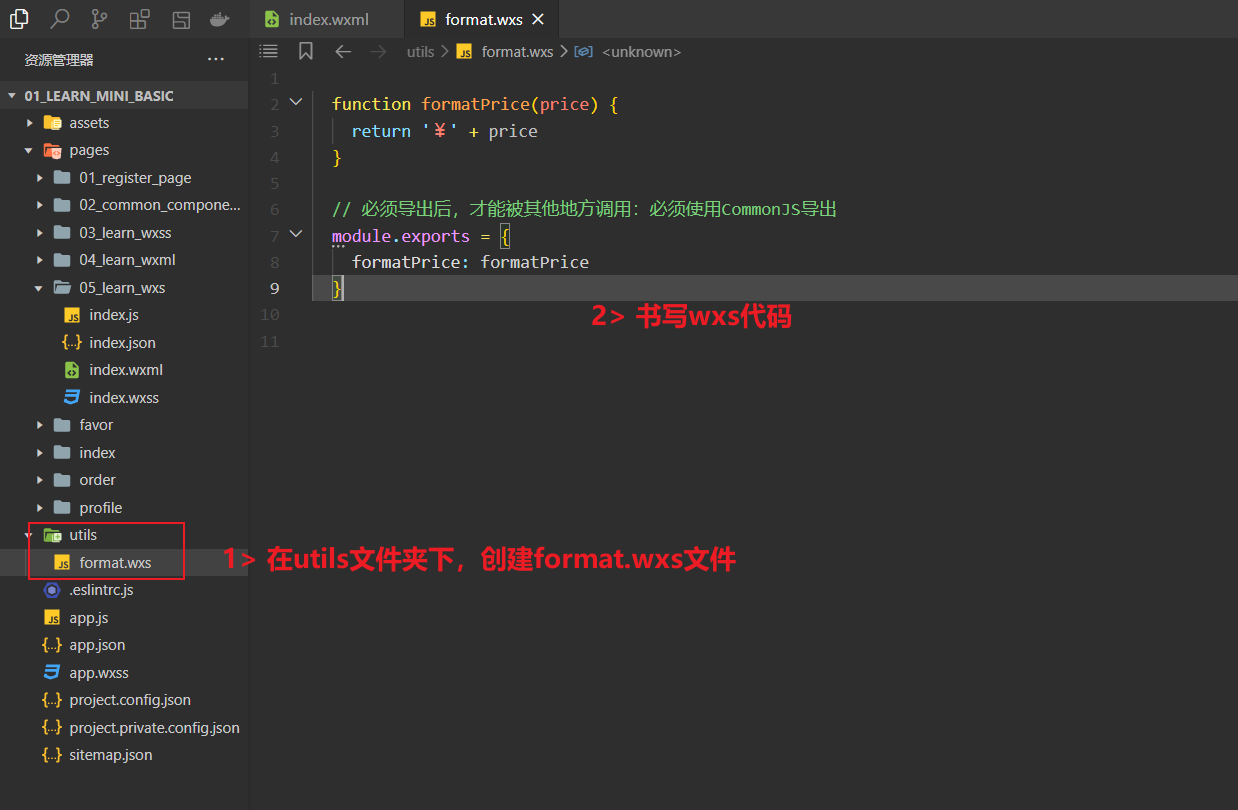 index.wxml
format.wxs
资源管理器
utils > format.wxs > <unknown>
01_LEARN_MINI_BASIC
assets
pages
01_register_page
02_common_compone...
03_learn_wxss
04_learn_wxml
05_learn_wxs
index.js
index.json
index.wxml
index.wxss
favor
index
order
profile
utils
format.wxs
.eslintrc.js
app.js
app.json
app.wxss
project.config.json
project.private.config.json
sitemap.json
1
2 function formatPrice(price) {
3 return '¥' + price
4 }
5
6 // 必须导出后，才能被其他地方调用：必须使用CommonJS导出
7 module.exports = {
8 formatPrice: formatPrice
9 }
10
11
2> 书写wxs代码
1> 在utils文件夹下，创建format.wxs文件